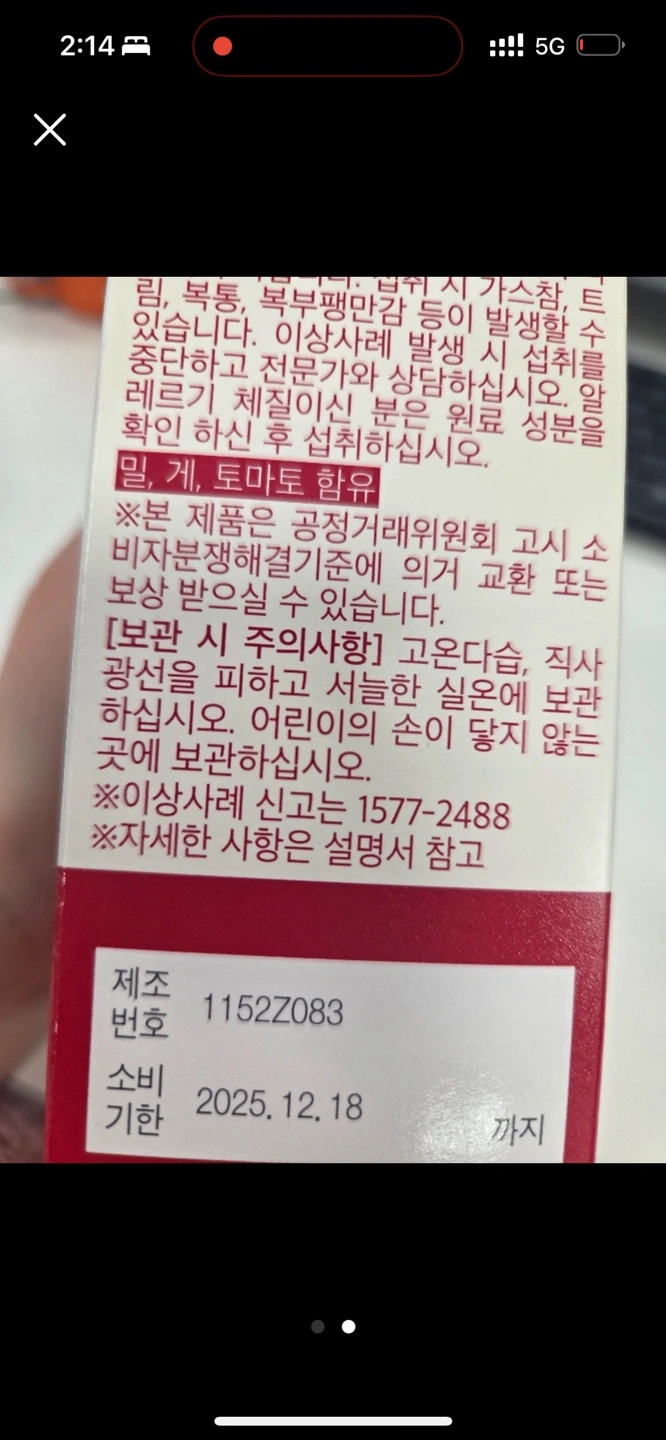 2:14
5G
섭취 시 가스참, 트
림, 복통, 복부팽만감 등이 발생할 수
있습니다. 이상사례 발생 시 섭취를
중단하고 전문가와 상담하십시오. 알
레르기 체질이신 분은 원료 성분을
확인 하신 후 섭취하십시오.
밀, 게, 토마토 함유
※본 제품은 공정거래위원회 고시 소
비자분쟁해결기준에 의거 교환 또는
보상 받으실 수 있습니다.
[보관 시 주의사항] 고온다습, 직사
광선을 피하고 서늘한 실온에 보관
하십시오. 어린이의 손이 닿지 않는
곳에 보관하십시오.
※이상사례 신고는 1577-2488
※자세한 사항은 설명서 참고
제조
번호 1152Z083
소비
기한 2025.12.18 까지